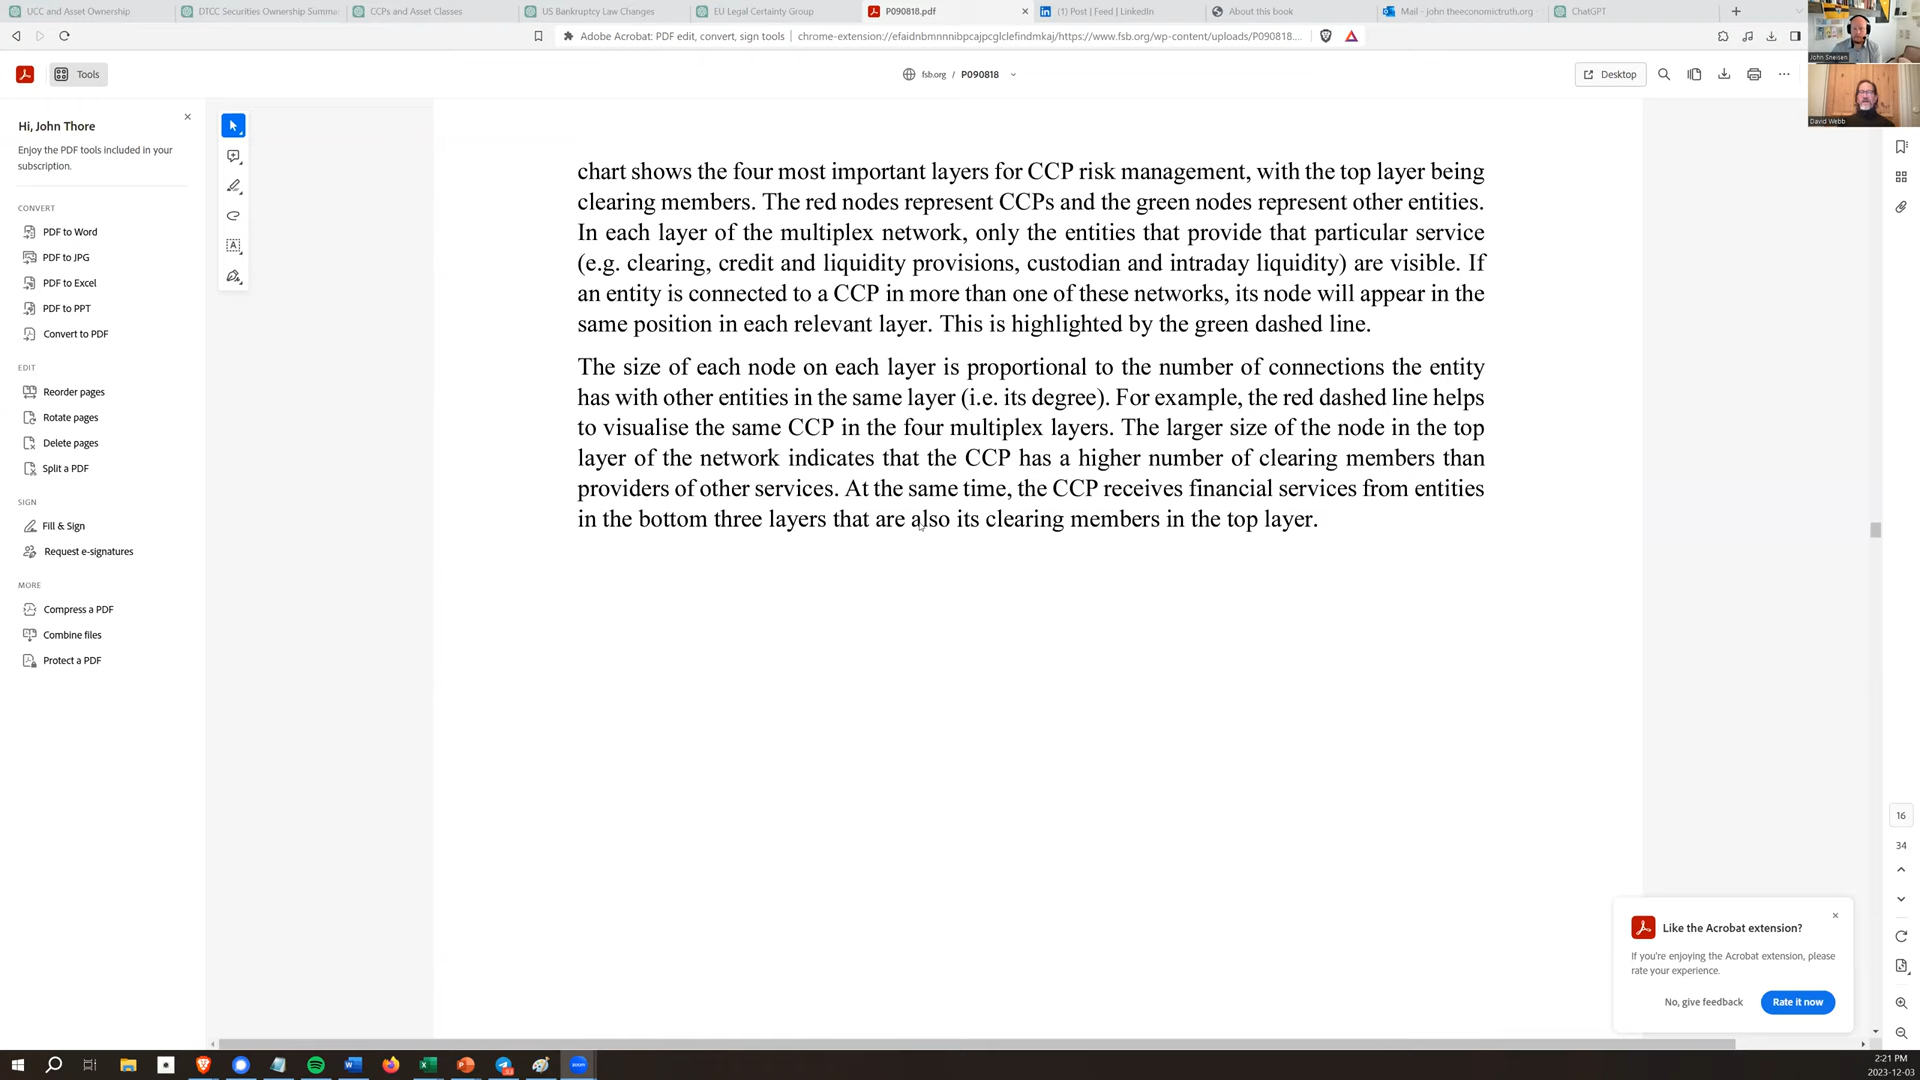 UCC and Asset Ownership
DTCC Securities Ownership Summa
CCPs and Asset Classes
US Bankruptcy Law Changes
EU Legal Certainty Group
P090818.pdf
(1) Post | Feed | LinkedIn
About this book
Mail - john theeconomictruth.org -
ChatGPT
Adobe Acrobat: PDF edit, convert, sign tools
chrome-extension://efaidnbmnnnibpcajpcglclefindmkaj/https://www.fsb.org/wp-content/uploads/P090818....
John Sneisen
David Webb
Tools
fsb.org / P090818
Desktop
Hi, John Thore
Enjoy the PDF tools included in your
subscription.
CONVERT
PDF to Word
PDF to JPG
PDF to Excel
PDF to PPT
Convert to PDF
EDIT
Reorder pages
Rotate pages
Delete pages
Split a PDF
SIGN
Fill & Sign
Request e-signatures
MORE
Compress a PDF
Combine files
Protect a PDF
chart shows the four most important layers for CCP risk management, with the top layer being
clearing members. The red nodes represent CCPs and the green nodes represent other entities.
In each layer of the multiplex network, only the entities that provide that particular service
(e.g. clearing, credit and liquidity provisions, custodian and intraday liquidity) are visible. If
an entity is connected to a CCP in more than one of these networks, its node will appear in the
same position in each relevant layer. This is highlighted by the green dashed line.
The size of each node on each layer is proportional to the number of connections the entity
has with other entities in the same layer (i.e. its degree). For example, the red dashed line helps
to visualise the same CCP in the four multiplex layers. The larger size of the node in the top
layer of the network indicates that the CCP has a higher number of clearing members than
providers of other services. At the same time, the CCP receives financial services from entities
in the bottom three layers that are also its clearing members in the top layer.
16
34
Like the Acrobat extension?
If you're enjoying the Acrobat extension, please
rate your experience.
No, give feedback
Rate it now
2:21 PM
2023-12-03